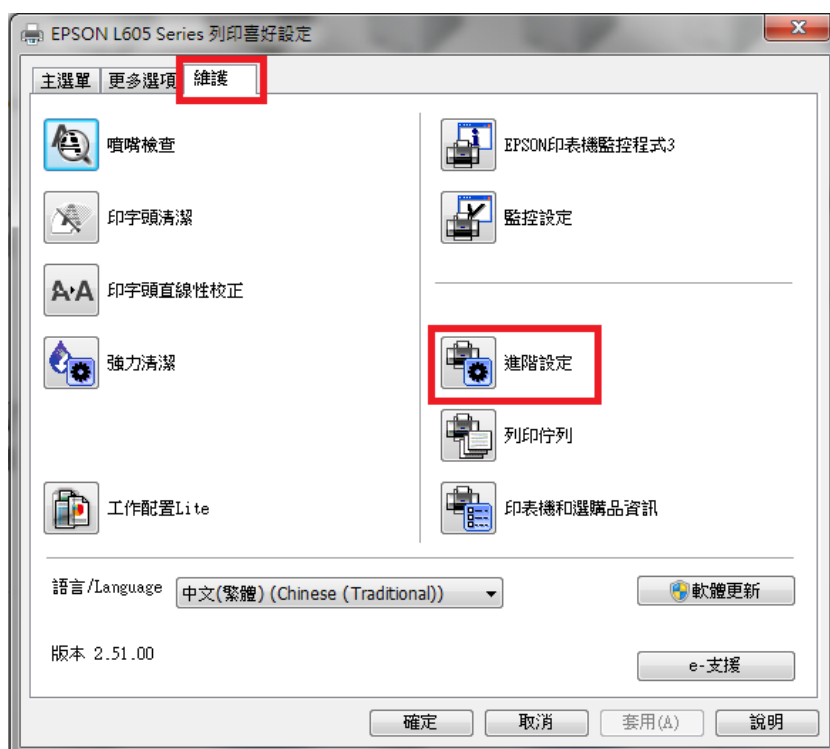 EPSON L605 Series 列印喜好設定
主選單
更多選項
維護
噴嘴檢查
印字頭清潔
印字頭直線性校正
強力清潔
工作配置Lite
EPSON印表機監控程式3
監控設定
進階設定
列印佇列
印表機和選購品資訊
語言/Language
中文(繁體) (Chinese (Traditional))
軟體更新
版本 2.51.00
e-支援
確定
取消
套用(A)
說明